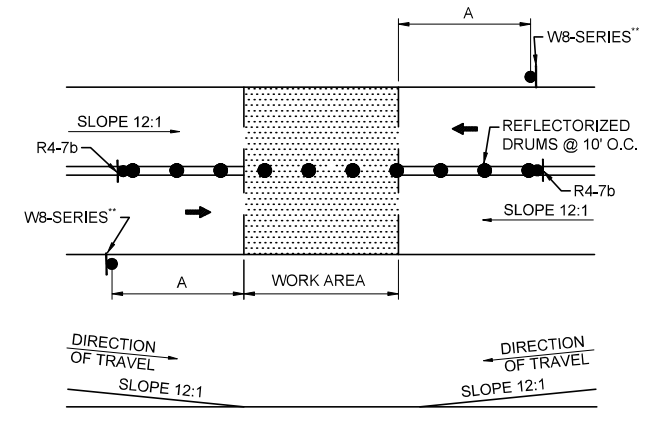 A
W8-SERIES**
SLOPE 12:1
R4-7b
REFLECTORIZED
DRUMS @ 10' O.C.
R4-7b
W8-SERIES**
SLOPE 12:1
A
WORK AREA
DIRECTION
OF TRAVEL
SLOPE 12:1
DIRECTION
OF TRAVEL
SLOPE 12:1